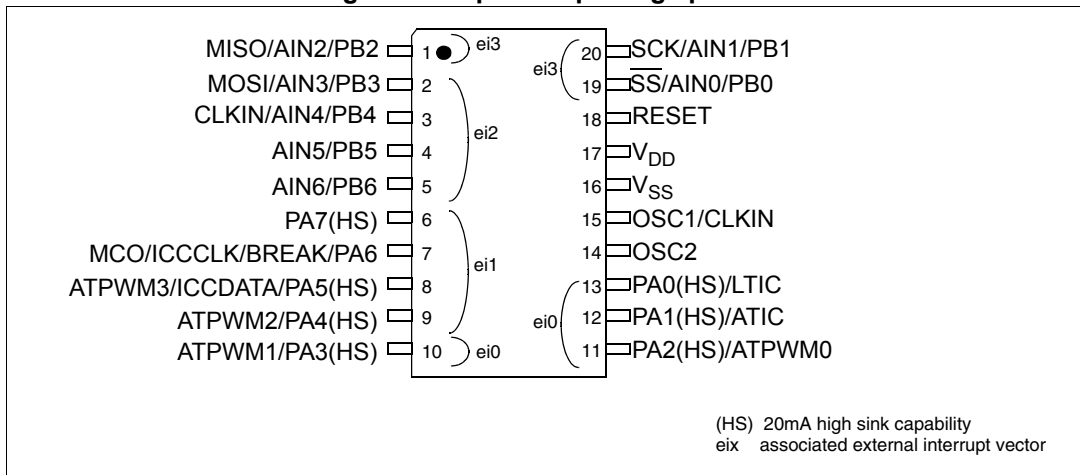 MISO/AIN2/PB2 1 ei3 20 SCK/AIN1/PB1
MOSI/AIN3/PB3 2 ei3 19 SS/AIN0/PB0
CLKIN/AIN4/PB4 3 18 RESET
AIN5/PB5 4 ei2 17 VDD
AIN6/PB6 5 16 VSS
PA7(HS) 6 15 OSC1/CLKIN
MCO/ICCCLK/BREAK/PA6 7 ei1 14 OSC2
ATPWM3/ICCDATA/PA5(HS) 8 13 PA0(HS)/LTIC
ATPWM2/PA4(HS) 9 ei0 12 PA1(HS)/ATIC
ATPWM1/PA3(HS) 10 ei0 11 PA2(HS)/ATPWM0
(HS) 20mA high sink capability
eix associated external interrupt vector